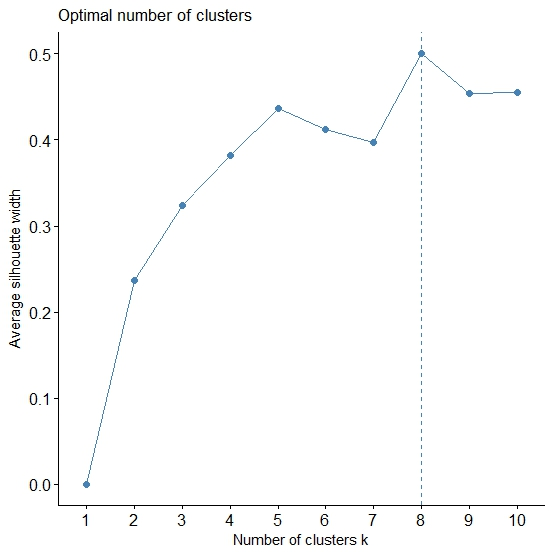 Optimal number of clusters
Average silhouette width
0.5
0.4
0.3
0.2
0.1
0.0
1 2 3 4 5 6 7 8 9 10
Number of clusters k